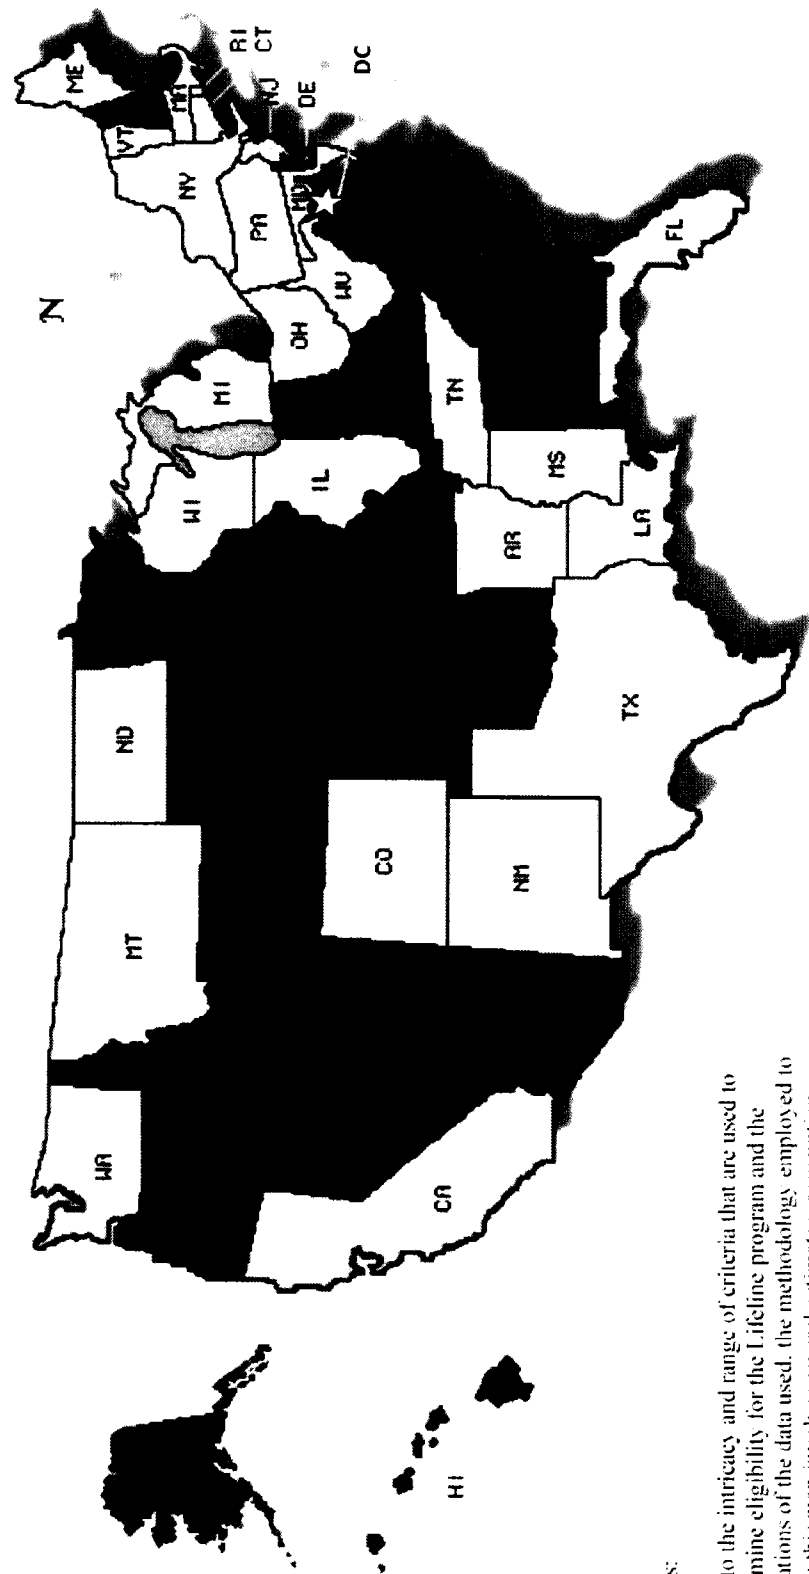 N
ME
VT
MA
RI
CT
NY
NJ
DE
DC
PA
MD
WV
OH
MI
WI
IL
TN
MS
AR
LA
FL
TX
ND
MT
CO
NM
WA
CA
HI
s:
to the intricacy and range of criteria that are used to
mine eligibility for the Lifeline program and the
ations of the data used, the methodology employed to